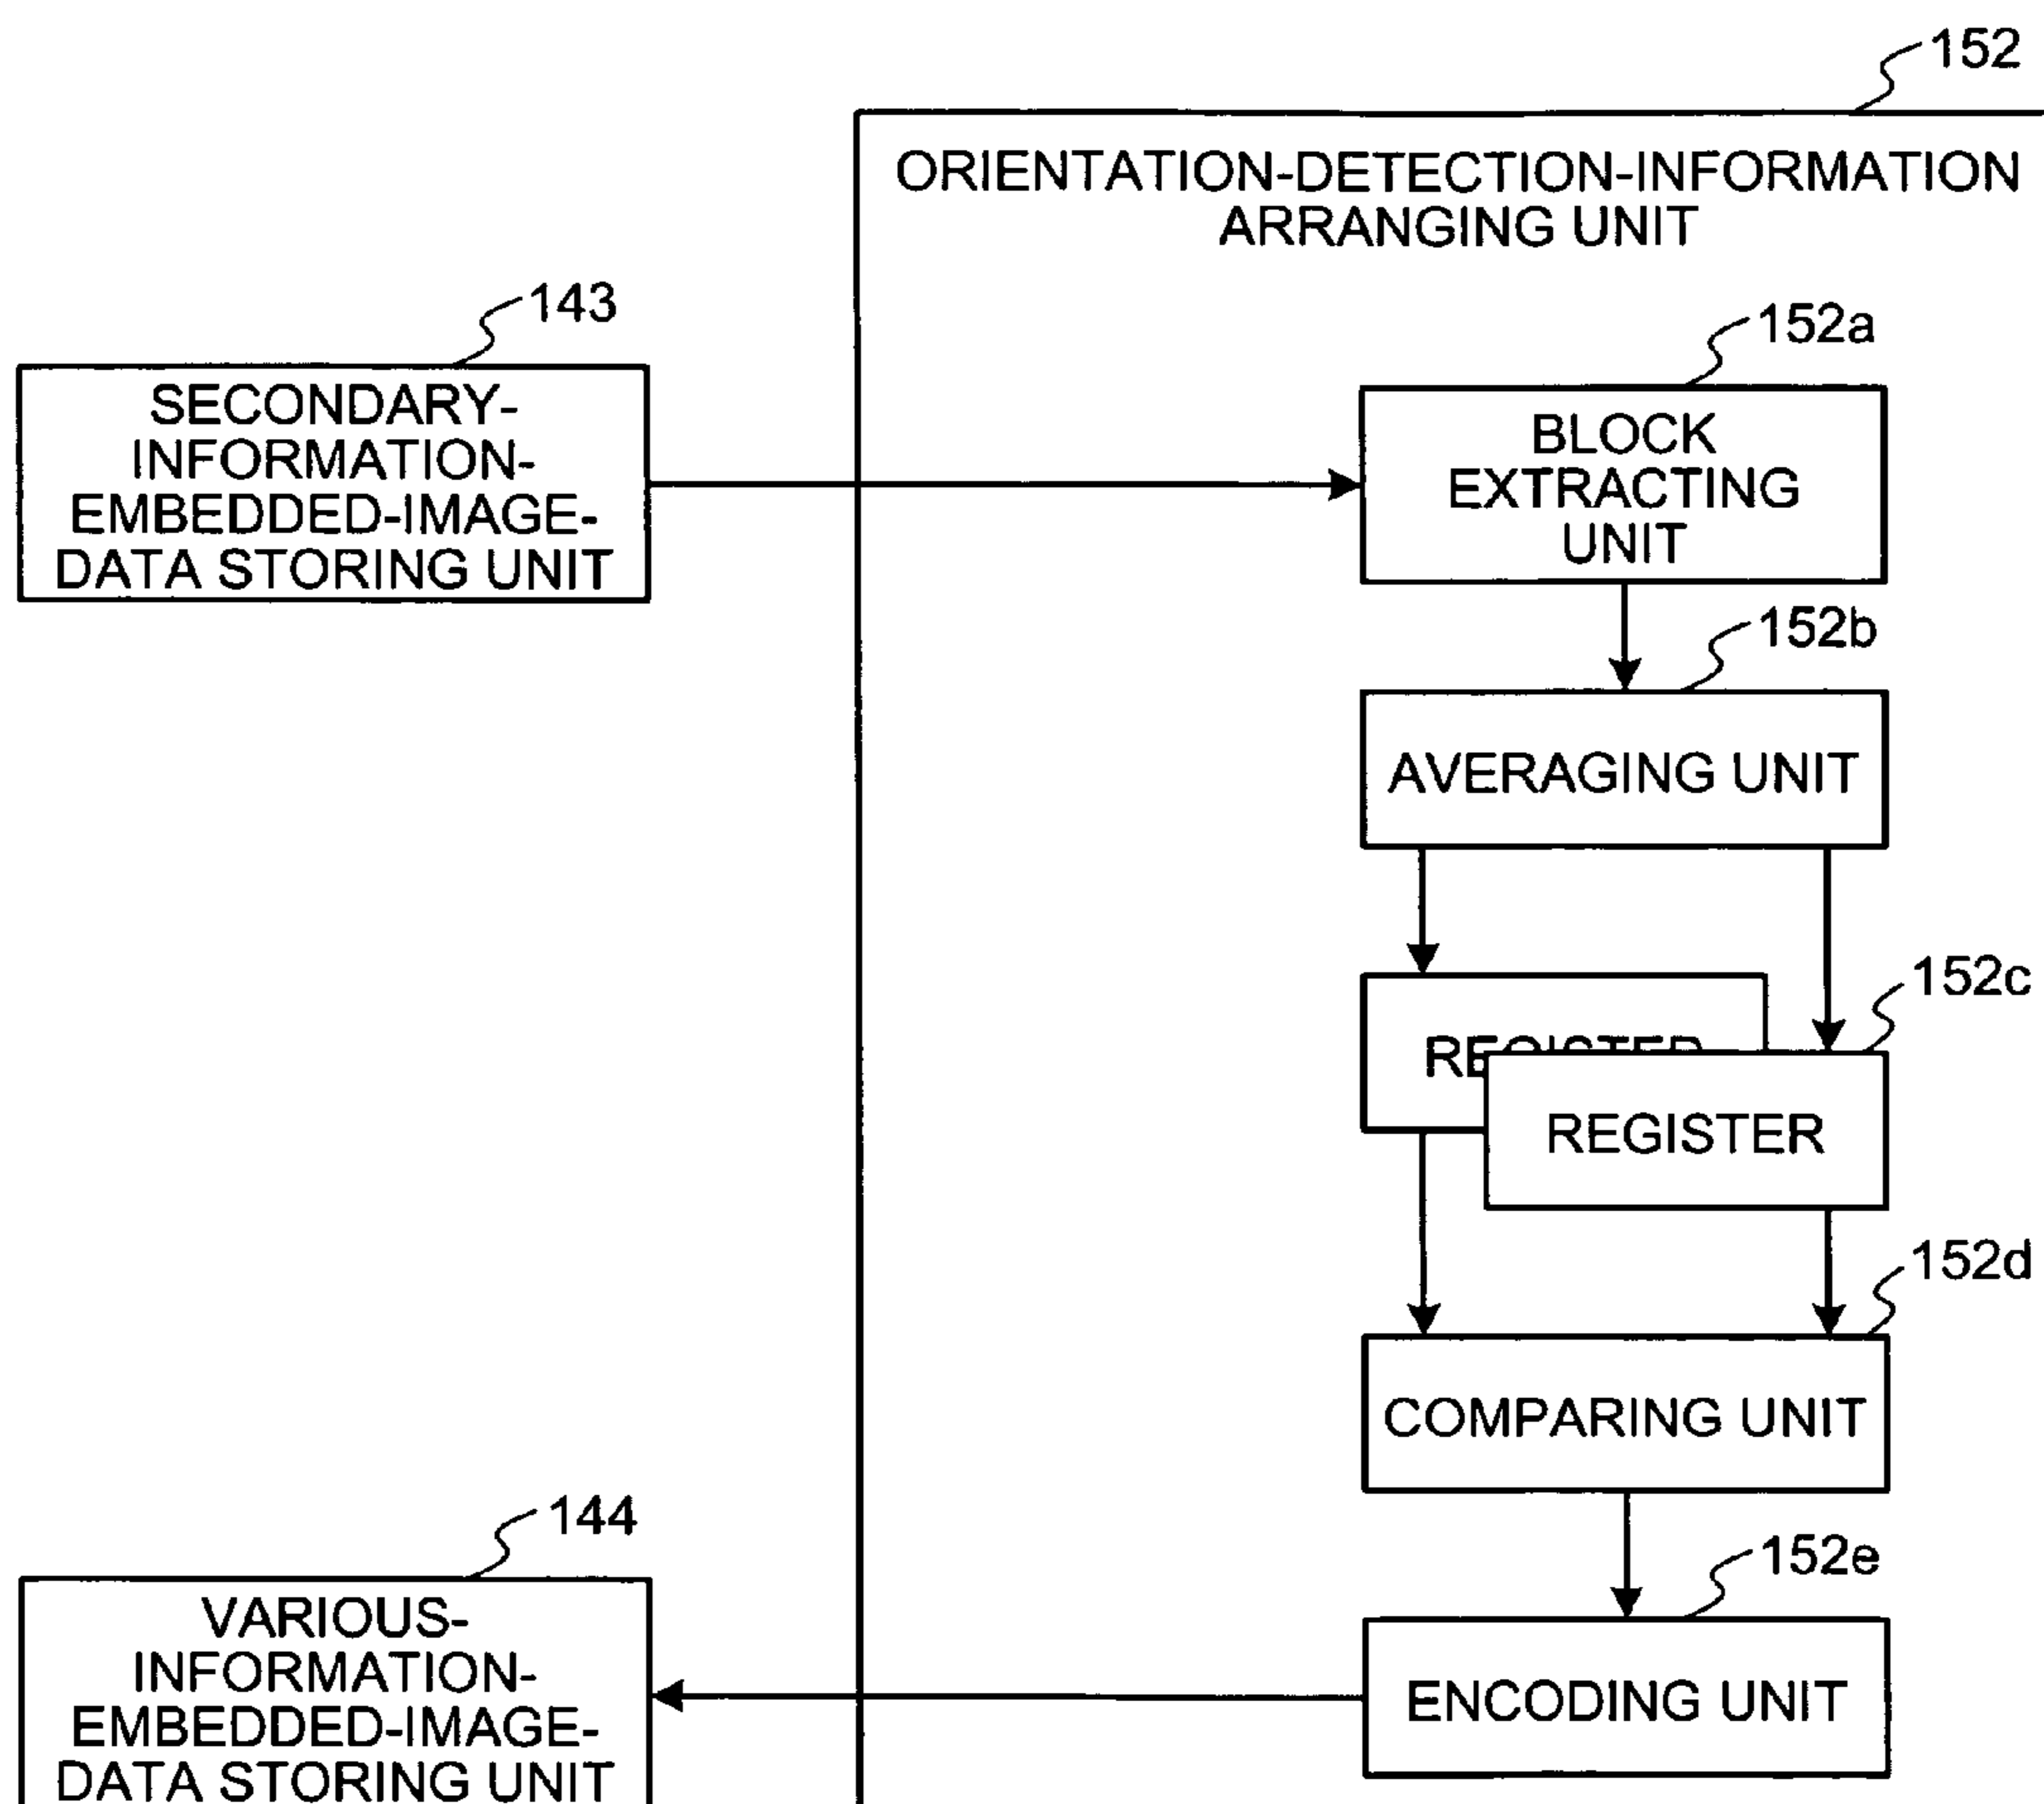 152
ORIENTATION-DETECTION-INFORMATION
ARRANGING UNIT
143
SECONDARY-
INFORMATION-
EMBEDDED-IMAGE-
DATA STORING UNIT
152a
BLOCK
EXTRACTING
UNIT
152b
AVERAGING UNIT
152c
REGISTER
REGISTER
152d
COMPARING UNIT
144
VARIOUS-
INFORMATION-
EMBEDDED-IMAGE-
DATA STORING UNIT
152e
ENCODING UNIT